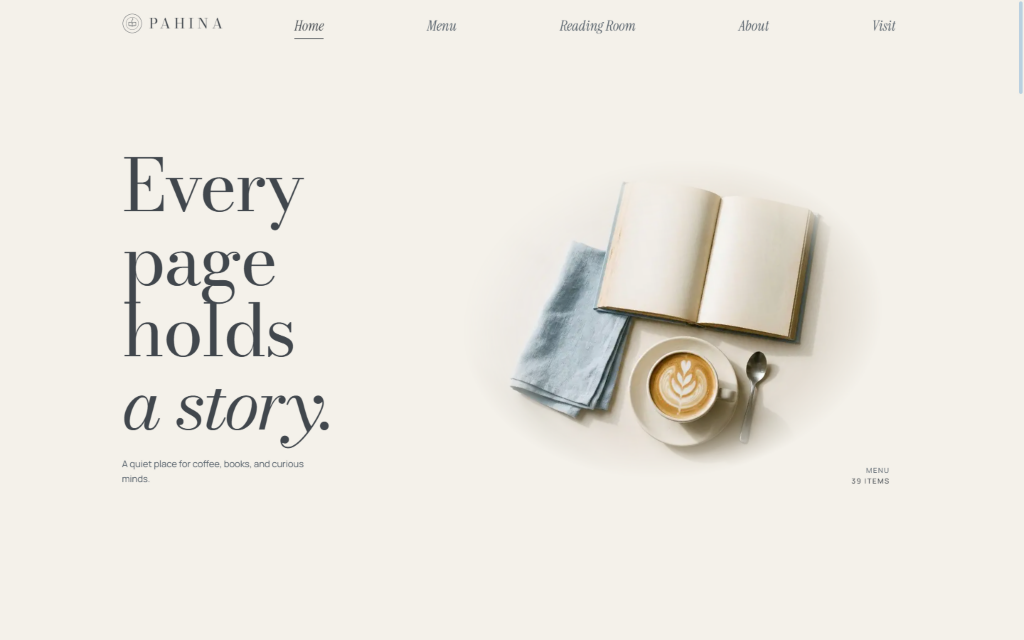 PAHINA
Home
Menu
Reading Room
About
Visit
Every
page
holds
a story.
A quiet place for coffee, books, and curious
minds.
MENU
39 ITEMS